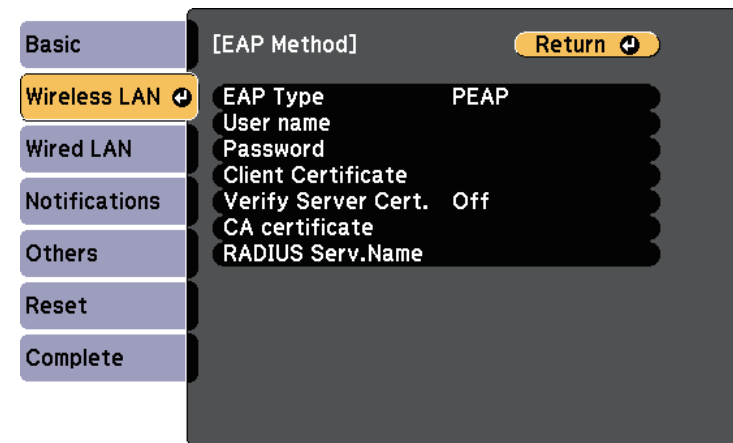 Basic
Wireless LAN
Wired LAN
Notifications
Others
Reset
Complete
[EAP Method]
Return
EAP Type PEAP
User name
Password
Client Certificate
Verify Server Cert. Off
CA certificate
RADIUS Serv.Name